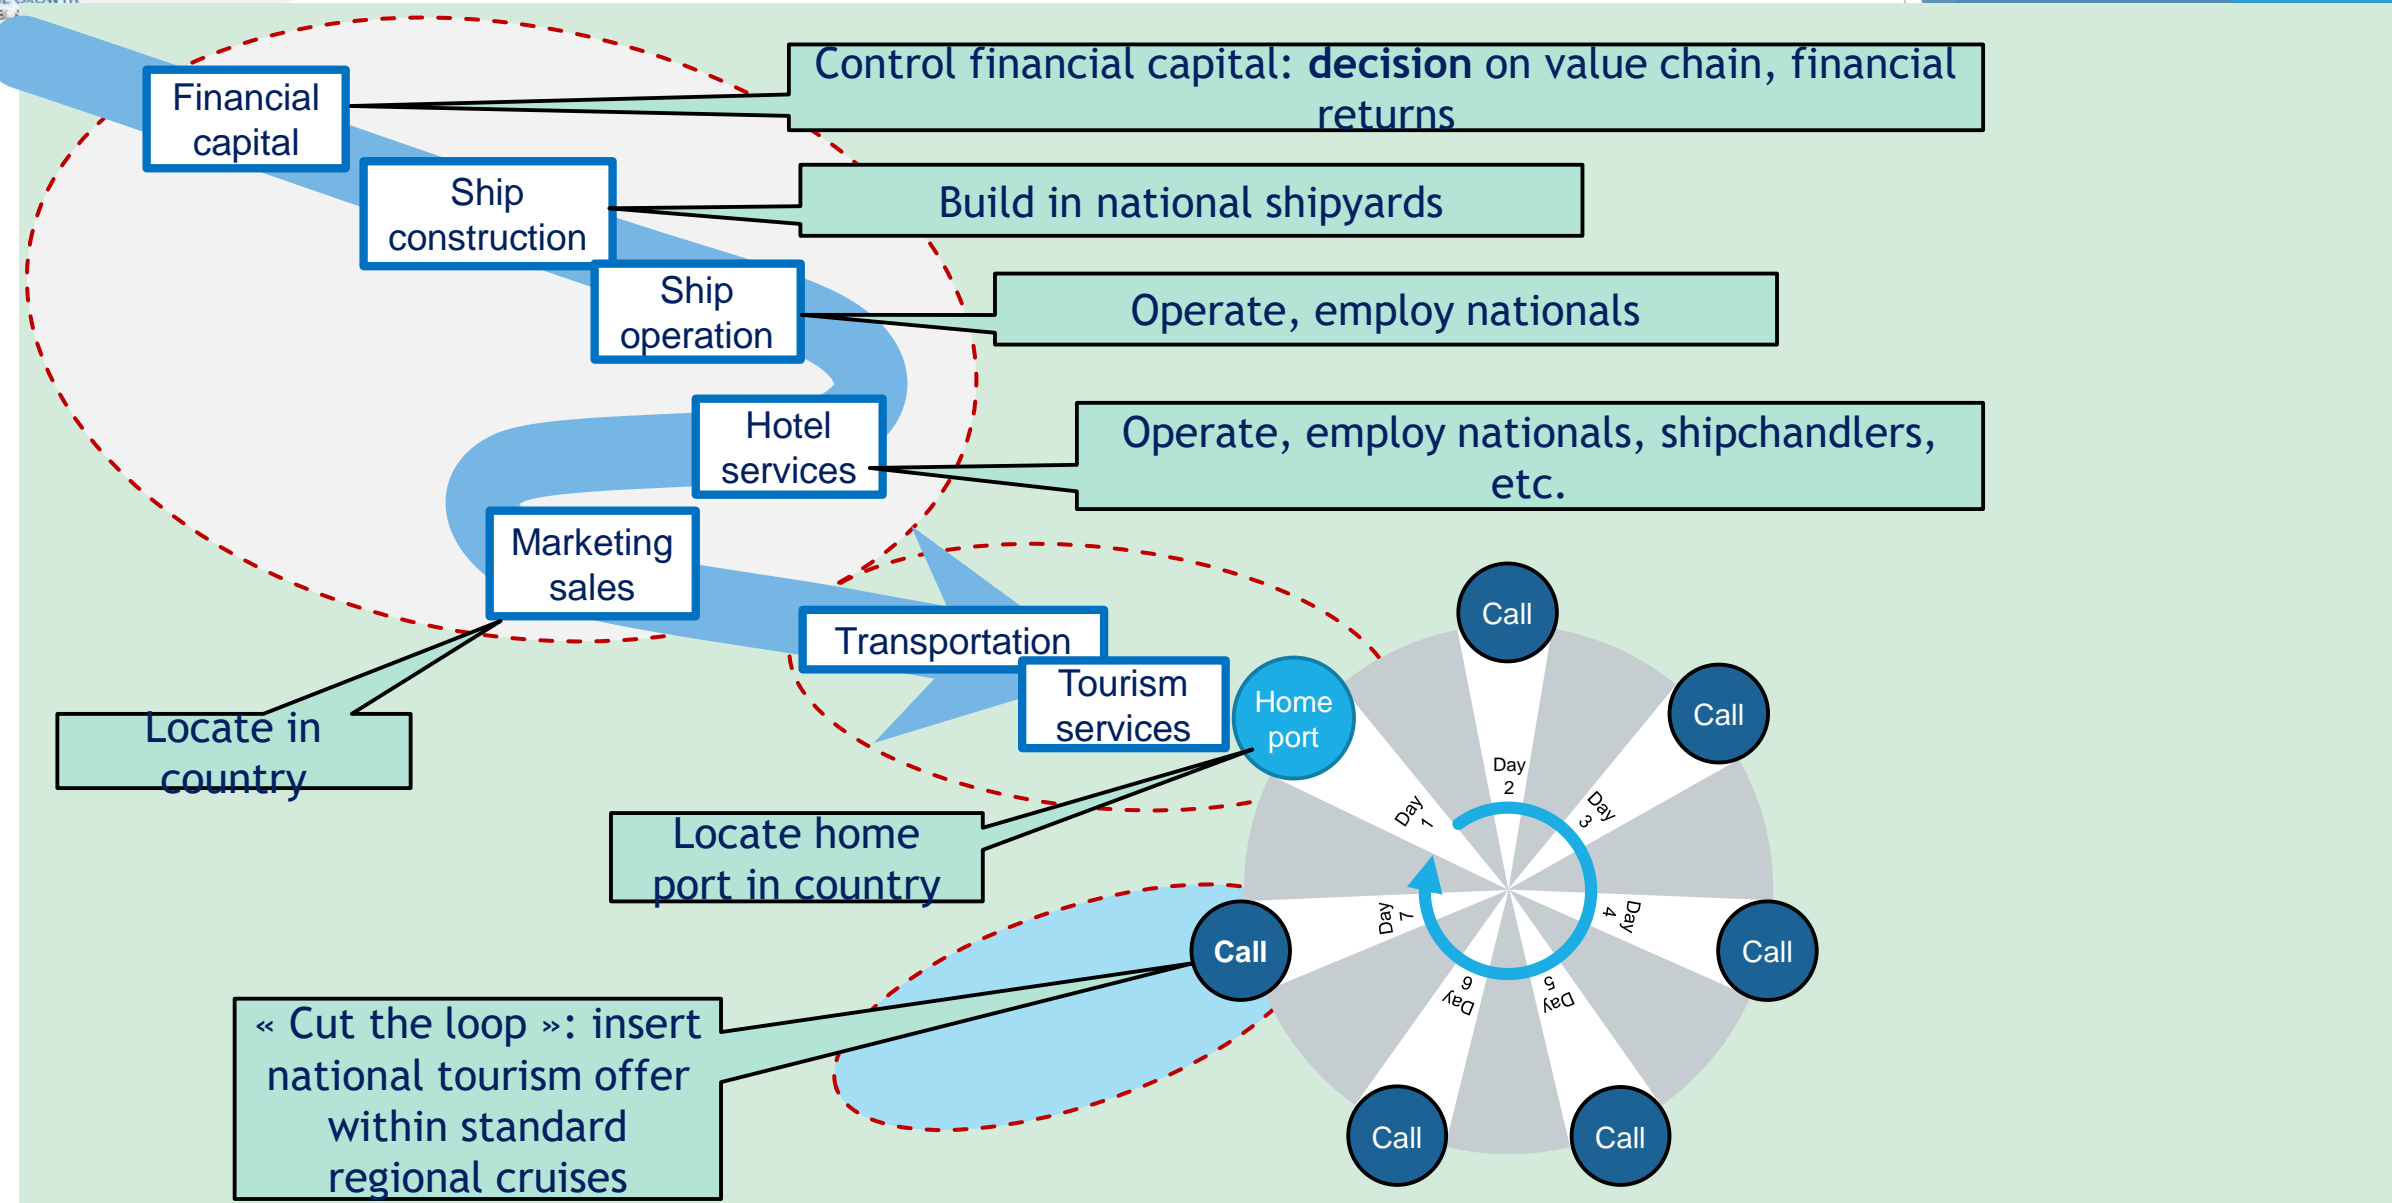 Control financial capital: decision on value chain, financial
returns
Financial
capital
Ship
construction
Build in national shipyards
Ship
operation
Operate, employ nationals
Hotel
services
Operate, employ nationals, shipchandlers,
etc.
Marketing
sales
Transportation
Tourism
services
Locate in
country
Home
port
Locate home
port in country
Call
Call
Call
Call
Call
Call
Day
1
Day
2
Day
3
Day
4
Day
5
Day
6
Day
7
« Cut the loop »: insert
national tourism offer
within standard
regional cruises